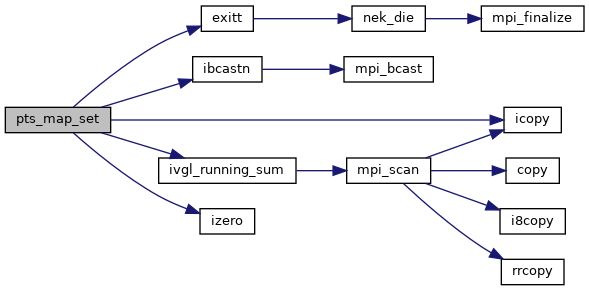 exitt
nek_die
mpi_finalize
ibcastn
mpi_bcast
pts_map_set
icopy
ivgl_running_sum
mpi_scan
copy
izero
i8copy
rrcopy